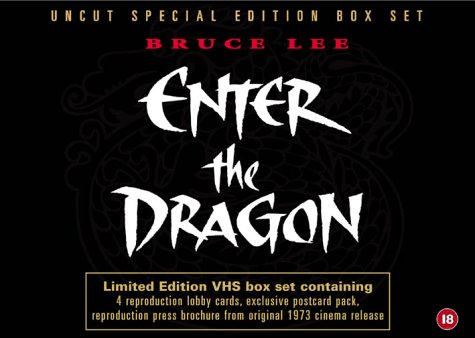 UNCUT SPECIAL EDITION BOX SET
BRUCE LEE
ENTER
the
DRAGON
Limited Edition VHS box set containing
4 reproduction lobby cards, exclusive postcard pack,
reproduction press brochure from original 1973 cinema release
18